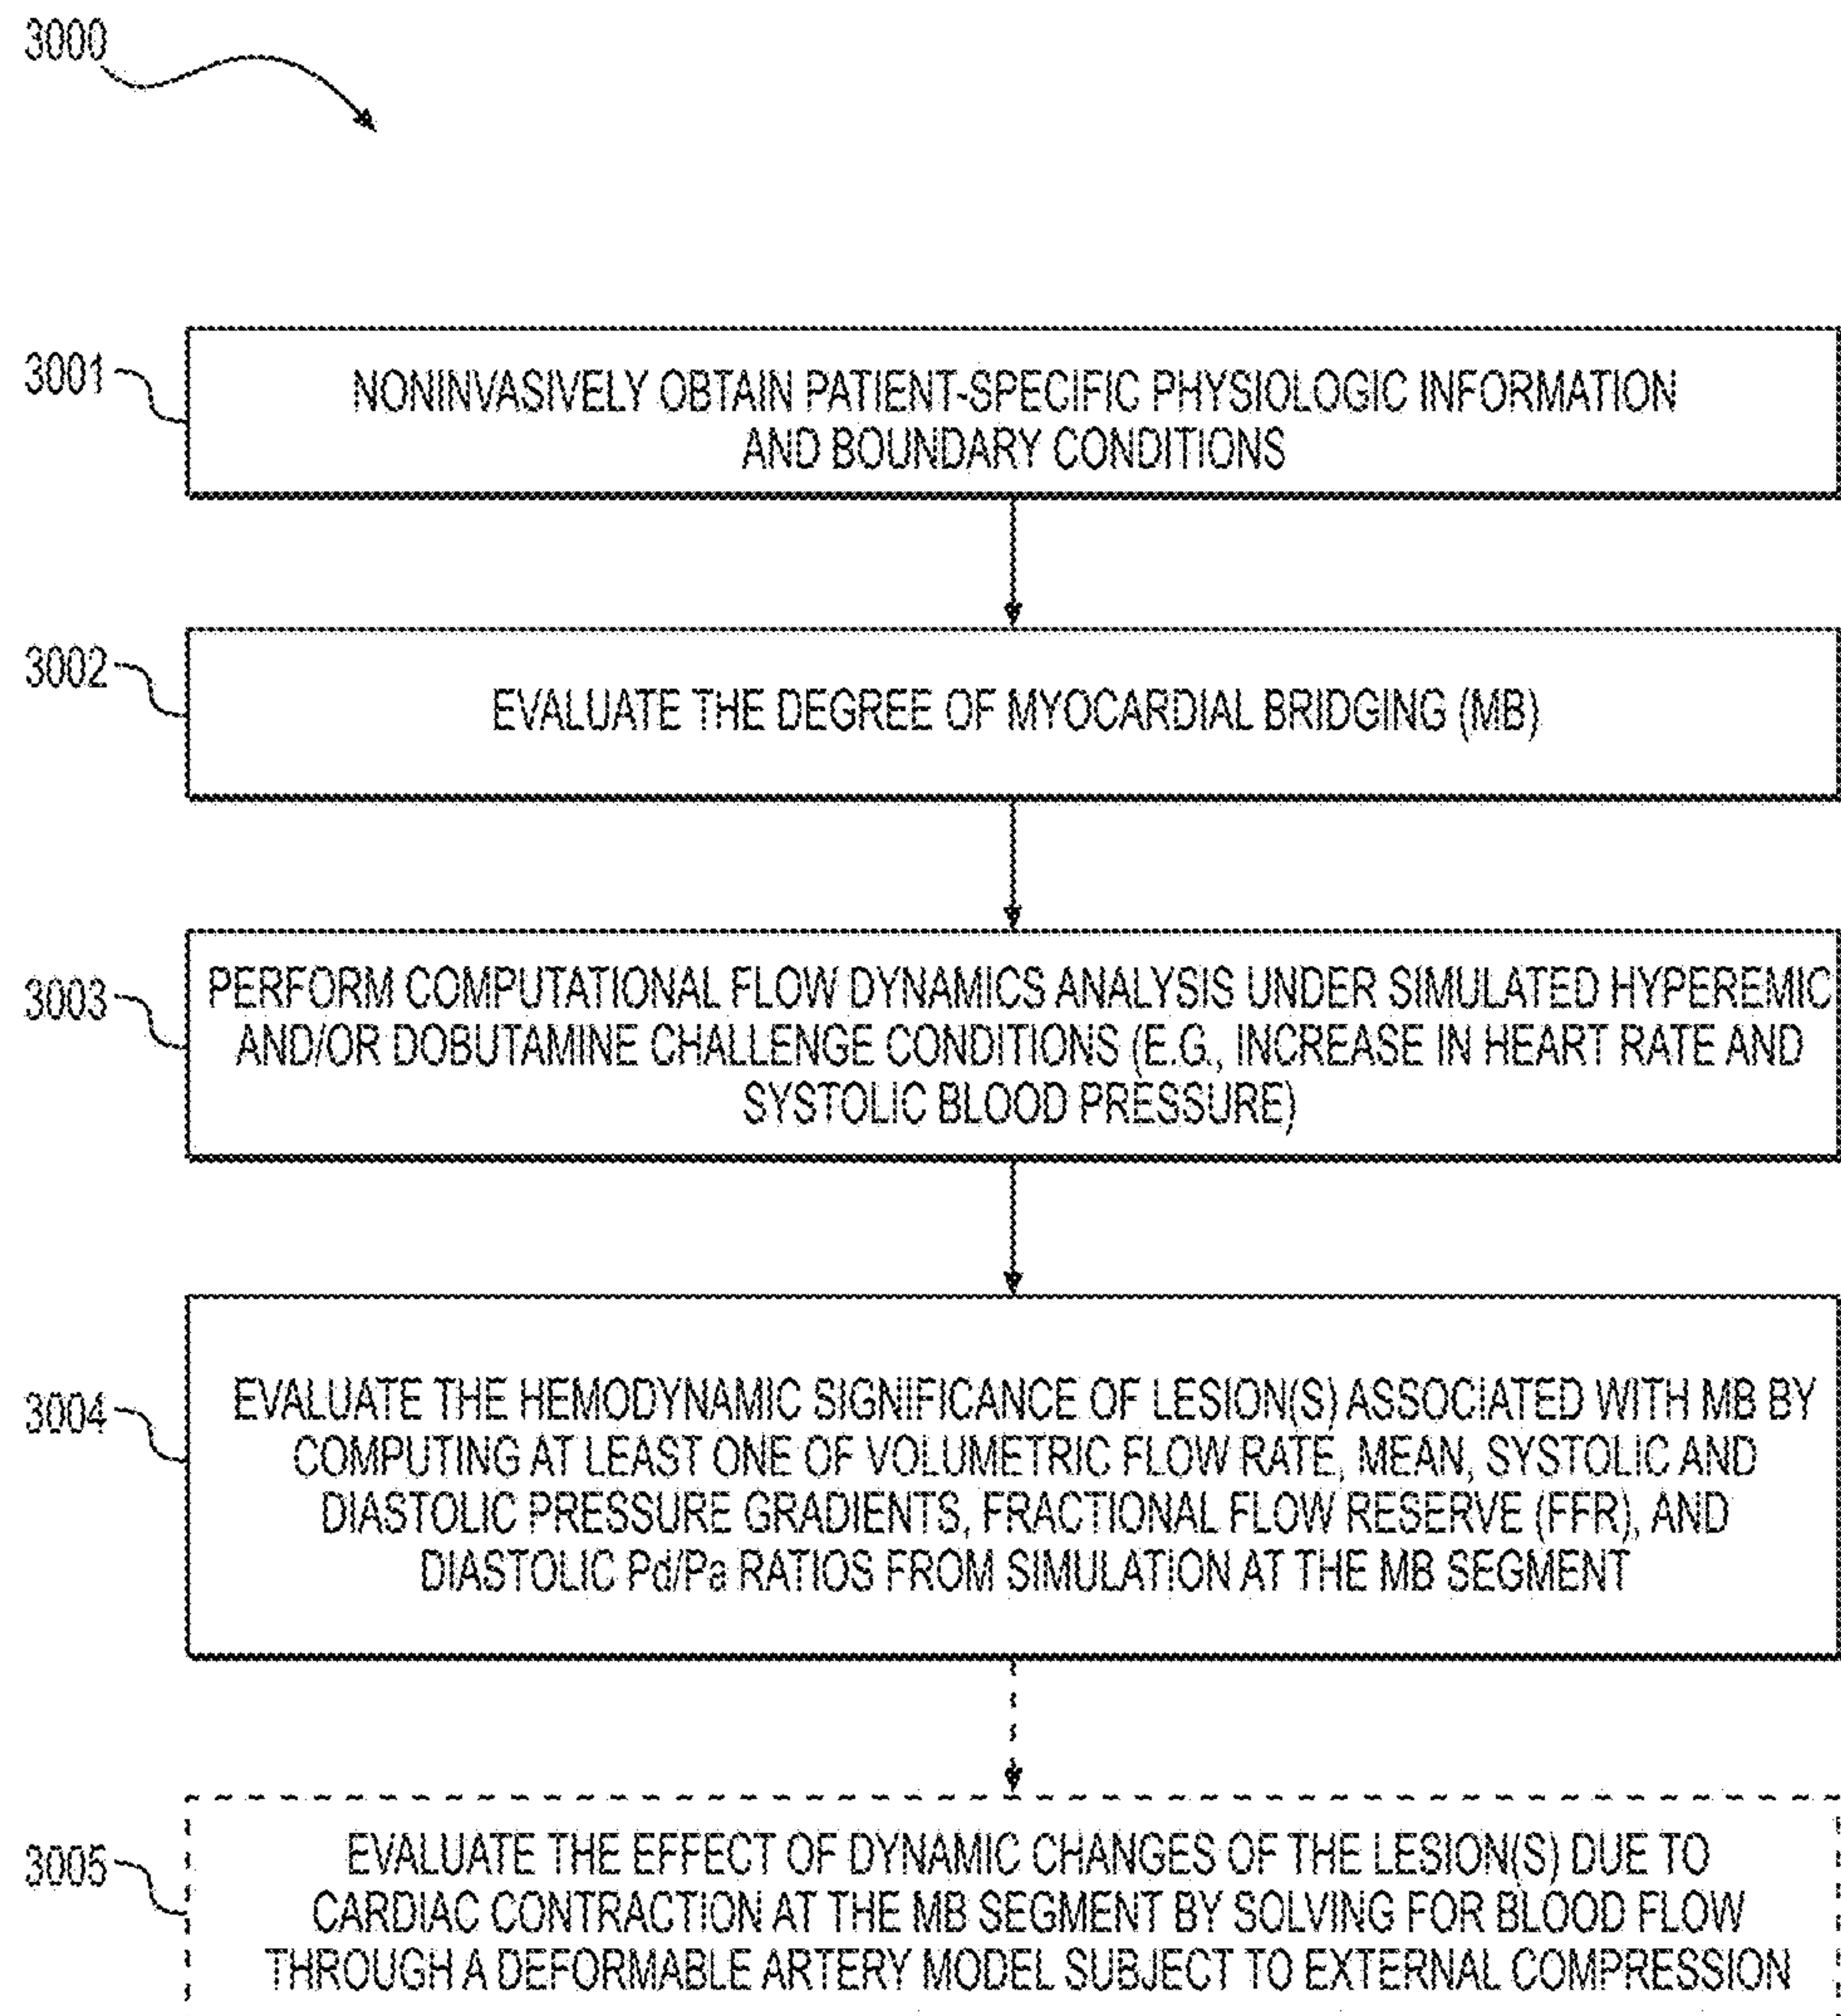 3000
3001
NONINVASIVELY OBTAIN PATIENT-SPECIFIC PHYSIOLOGIC INFORMATION
AND BOUNDARY CONDITIONS
3002
EVALUATE THE DEGREE OF MYOCARDIAL BRIDGING (MB)
3003
PERFORM COMPUTATIONAL FLOW DYNAMICS ANALYSIS UNDER SIMULATED HYPEREMIC
AND/OR DOBUTAMINE CHALLENGE CONDITIONS (E.G., INCREASE IN HEART RATE AND
SYSTOLIC BLOOD PRESSURE)
3004
EVALUATE THE HEMODYNAMIC SIGNIFICANCE OF LESION(S) ASSOCIATED WITH MB BY
COMPUTING AT LEAST ONE OF VOLUMETRIC FLOW RATE, MEAN, SYSTOLIC AND
DIASTOLIC PRESSURE GRADIENTS, FRACTIONAL FLOW RESERVE (FFR), AND
DIASTOLIC Pd/Pa RATIOS FROM SIMULATION AT THE MB SEGMENT
3005
EVALUATE THE EFFECT OF DYNAMIC CHANGES OF THE LESION(S) DUE TO
CARDIAC CONTRACTION AT THE MB SEGMENT BY SOLVING FOR BLOOD FLOW
THROUGH A DEFORMABLE ARTERY MODEL SUBJECT TO EXTERNAL COMPRESSION